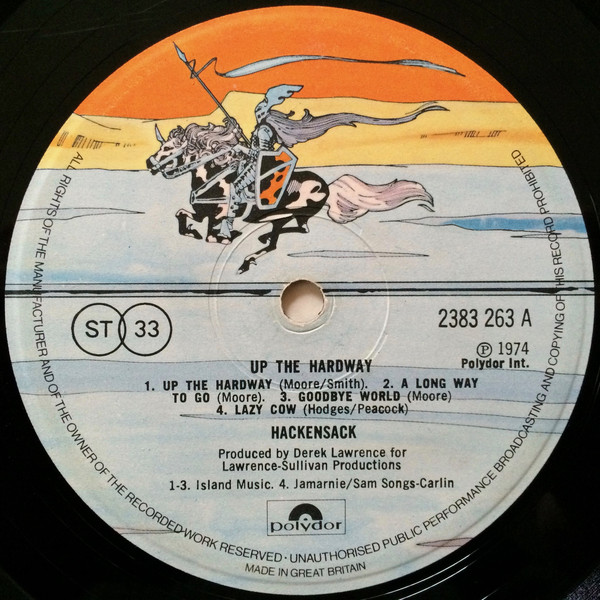 ST 33
2383 263 A
Ⓟ 1974
Polydor Int.
UP THE HARDWAY
1. UP THE HARDWAY (Moore/Smith). 2. A LONG WAY
TO GO (Moore). 3. GOODBYE WORLD (Moore)
4. LAZY COW (Hodges/Peacock)
HACKENSACK
Produced by Derek Lawrence for
Lawrence-Sullivan Productions
1-3. Island Music. 4. Jamarnie/Sam Songs-Carlin
polydor
ALL RIGHTS OF THE MANUFACTURER AND OF THE OWNER OF THE RECORDED WORK RESERVED · UNAUTHORISED PUBLIC PERFORMANCE BROADCASTING AND COPYING OF THIS RECORD PROHIBITED
MADE IN GREAT BRITAIN